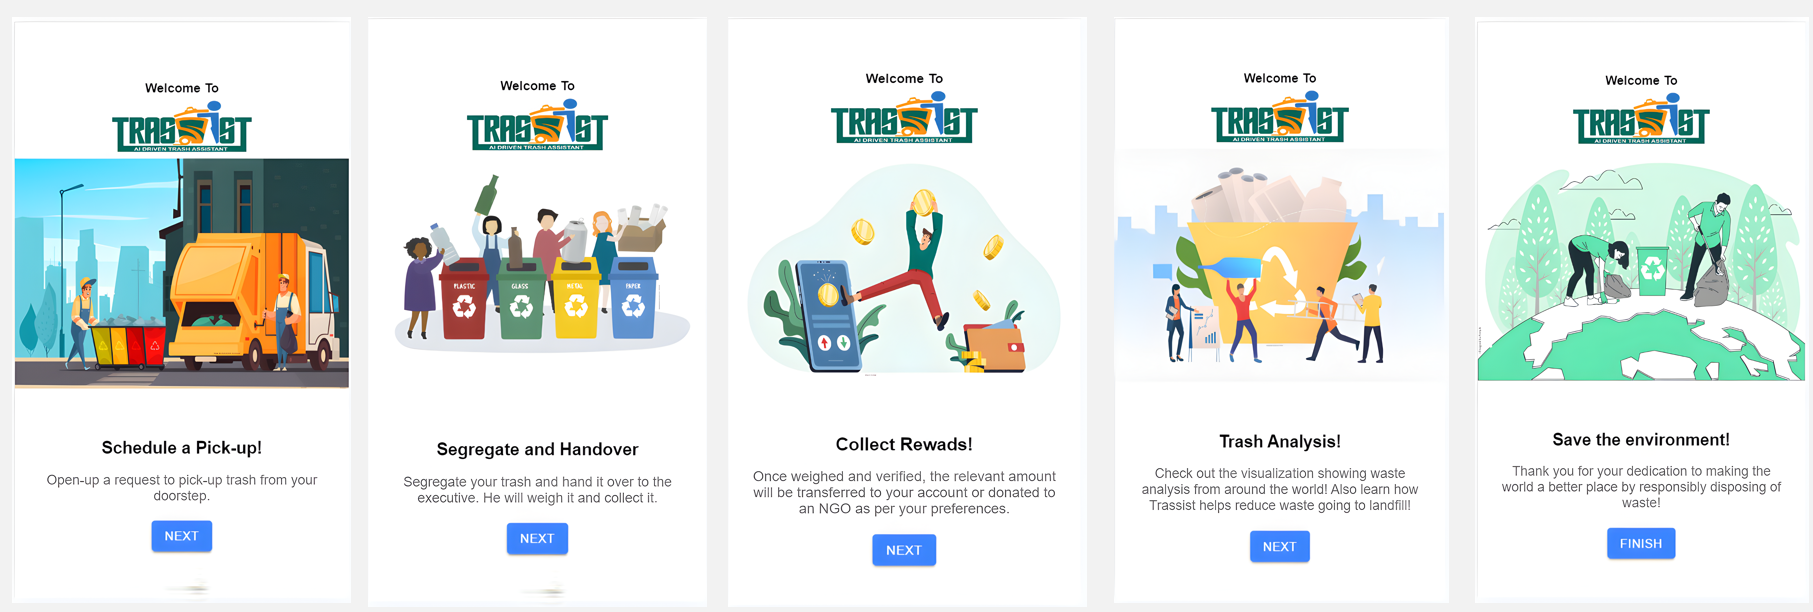 Welcome To
TRASSIST
AI DRIVEN TRASH ASSISTANT
Schedule a Pick-up!
Open-up a request to pick-up trash from your
doorstep.
NEXT
Welcome To
TRASSIST
AI DRIVEN TRASH ASSISTANT
PLASTIC
GLASS
METAL
PAPER
Segregate and Handover
Segregate your trash and hand it over to the
executive. He will weigh it and collect it.
NEXT
Welcome To
TRASSIST
AI DRIVEN TRASH ASSISTANT
Collect Rewads!
Once weighed and verified, the relevant amount
will be transferred to your account or donated to
an NGO as per your preferences.
NEXT
Welcome To
TRASSIST
AI DRIVEN TRASH ASSISTANT
Trash Analysis!
Check out the visualization showing waste
analysis from around the world! Also learn how
Trassist helps reduce waste going to landfill!
NEXT
Welcome To
TRASSIST
AI DRIVEN TRASH ASSISTANT
Save the environment!
Thank you for your dedication to making the
world a better place by responsibly disposing of
waste!
FINISH